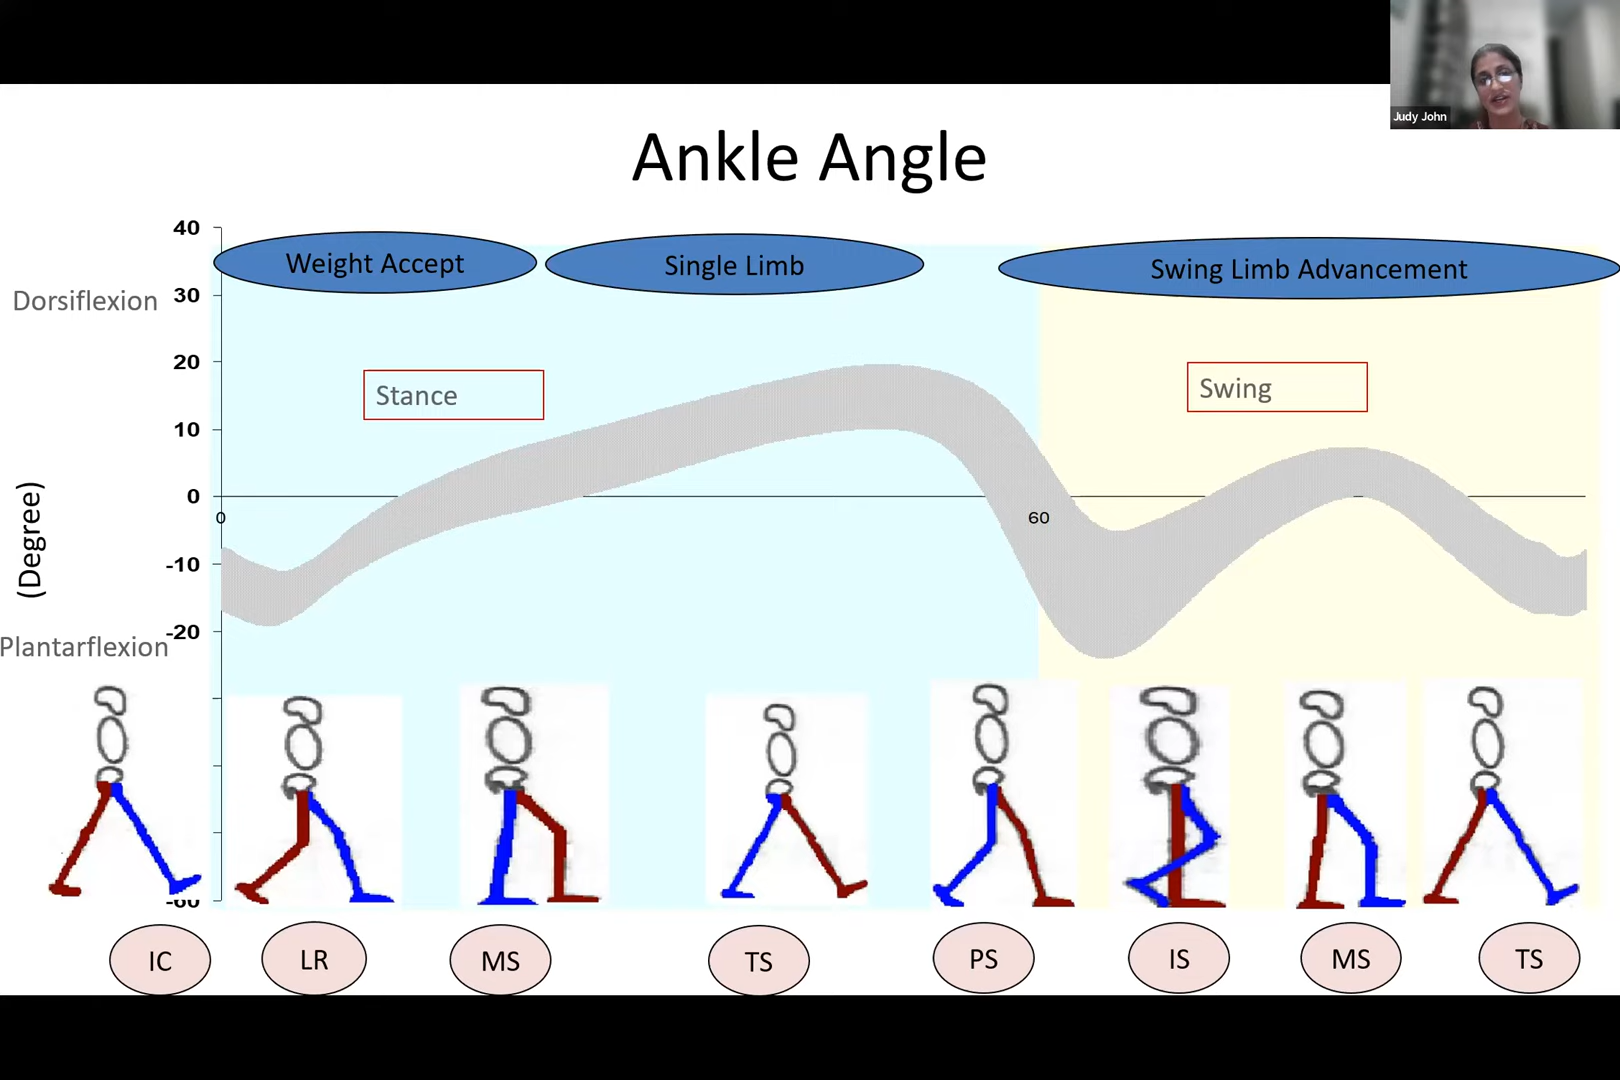 Judy John
Ankle Angle
40
Weight Accept
Single Limb
Swing Limb Advancement
Dorsiflexion
30
20
Stance
Swing
10
0
0
60
(Degree)
-10
-20
Plantarflexion
-60
IC
LR
MS
TS
PS
IS
MS
TS